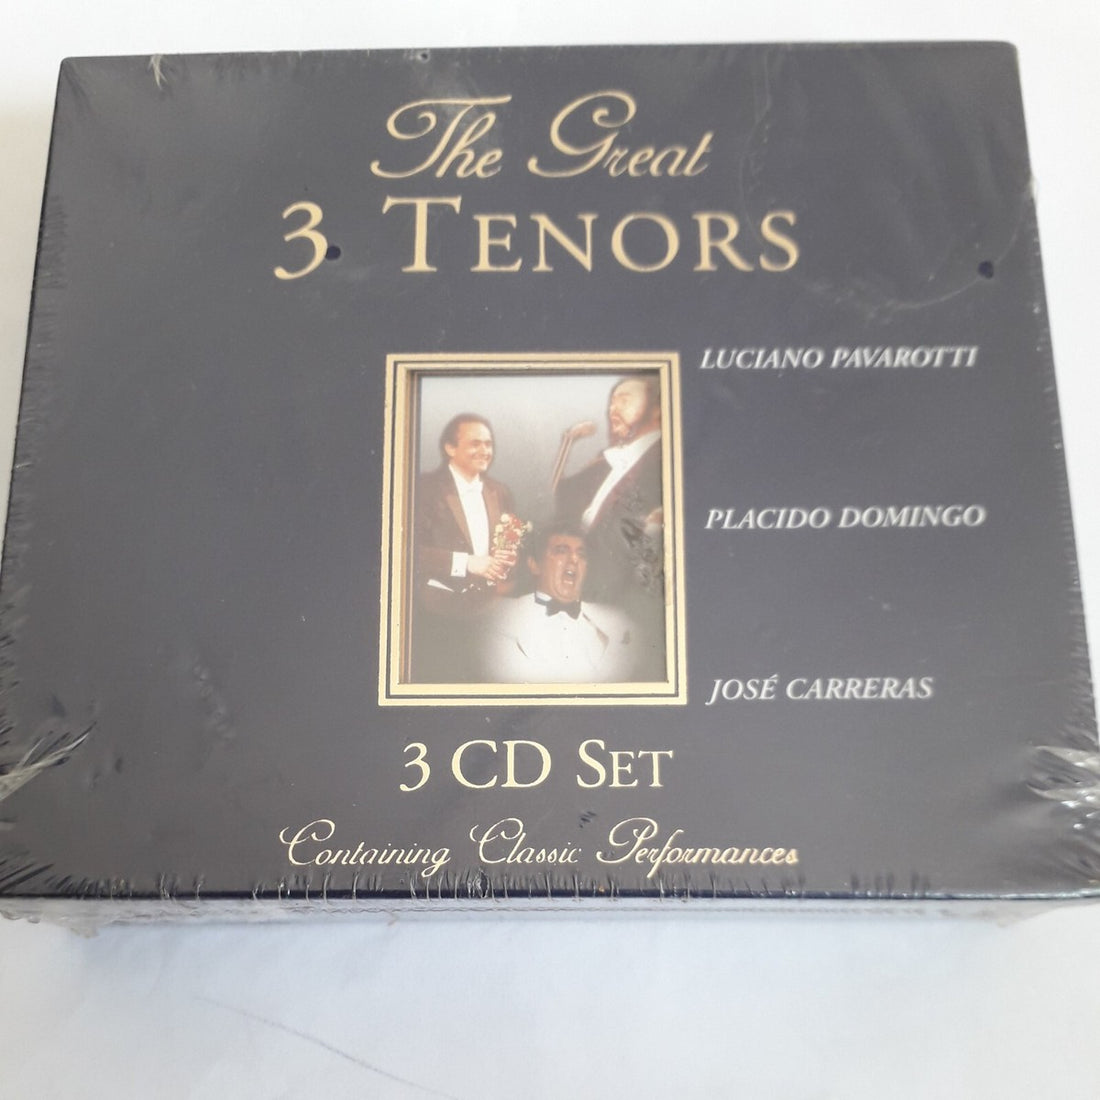 The Great
3 TENORS
LUCIANO PAVAROTTI
PLACIDO DOMINGO
JOSÉ CARRERAS
3 CD SET
Containing Classic Performances